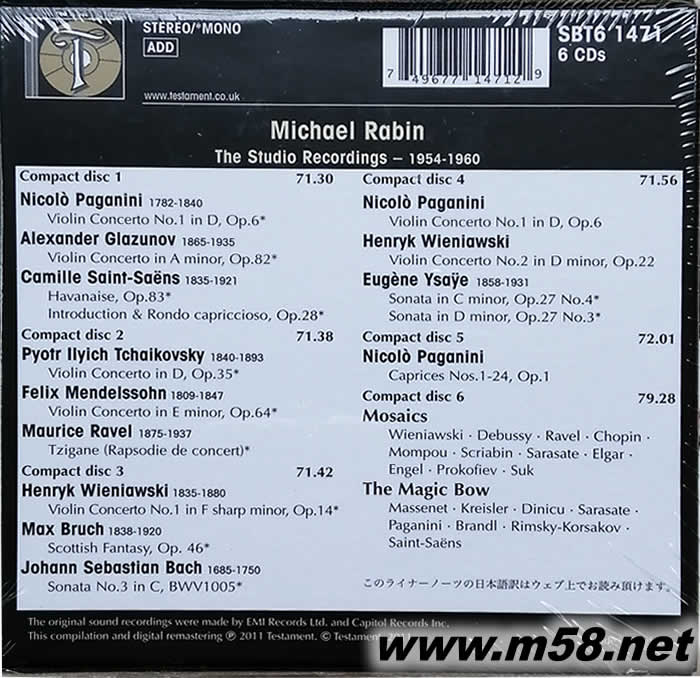 T
STEREO/*MONO
ADD
www.testament.co.uk
7 49677 14712 9
SBT6 1471
6 CDs
Michael Rabin
The Studio Recordings – 1954-1960
Compact disc 1 71.30
Nicolò Paganini 1782-1840
Violin Concerto No.1 in D, Op.6*
Alexander Glazunov 1865-1935
Violin Concerto in A minor, Op.82*
Camille Saint-Saëns 1835-1921
Havanaise, Op.83*
Introduction & Rondo capriccioso, Op.28*
Compact disc 2 71.38
Pyotr Ilyich Tchaikovsky 1840-1893
Violin Concerto in D, Op.35*
Felix Mendelssohn 1809-1847
Violin Concerto in E minor, Op.64*
Maurice Ravel 1875-1937
Tzigane (Rapsodie de concert)*
Compact disc 3 71.42
Henryk Wieniawski 1835-1880
Violin Concerto No.1 in F sharp minor, Op.14*
Max Bruch 1838-1920
Scottish Fantasy, Op. 46*
Johann Sebastian Bach 1685-1750
Sonata No.3 in C, BWV1005*
Compact disc 4 71.56
Nicolò Paganini
Violin Concerto No.1 in D, Op.6
Henryk Wieniawski
Violin Concerto No.2 in D minor, Op.22
Eugène Ysaÿe 1858-1931
Sonata in C minor, Op.27 No.4*
Sonata in D minor, Op.27 No.3*
Compact disc 5 72.01
Nicolò Paganini
Caprices Nos.1-24, Op.1
Compact disc 6 79.28
Mosaics
Wieniawski · Debussy · Ravel · Chopin ·
Mompou · Scriabin · Sarasate · Elgar ·
Engel · Prokofiev · Suk
The Magic Bow
Massenet · Kreisler · Dinicu · Sarasate ·
Paganini · Brandl · Rimsky-Korsakov ·
Saint-Saëns
このライナーノーツの日本語訳はウェブ上でお読み頂けます。
The original sound recordings were made by EMI Records Ltd. and Capitol Records Inc.
This compilation and digital remastering ℗ 2011 Testament. © Testament
www.m58.net